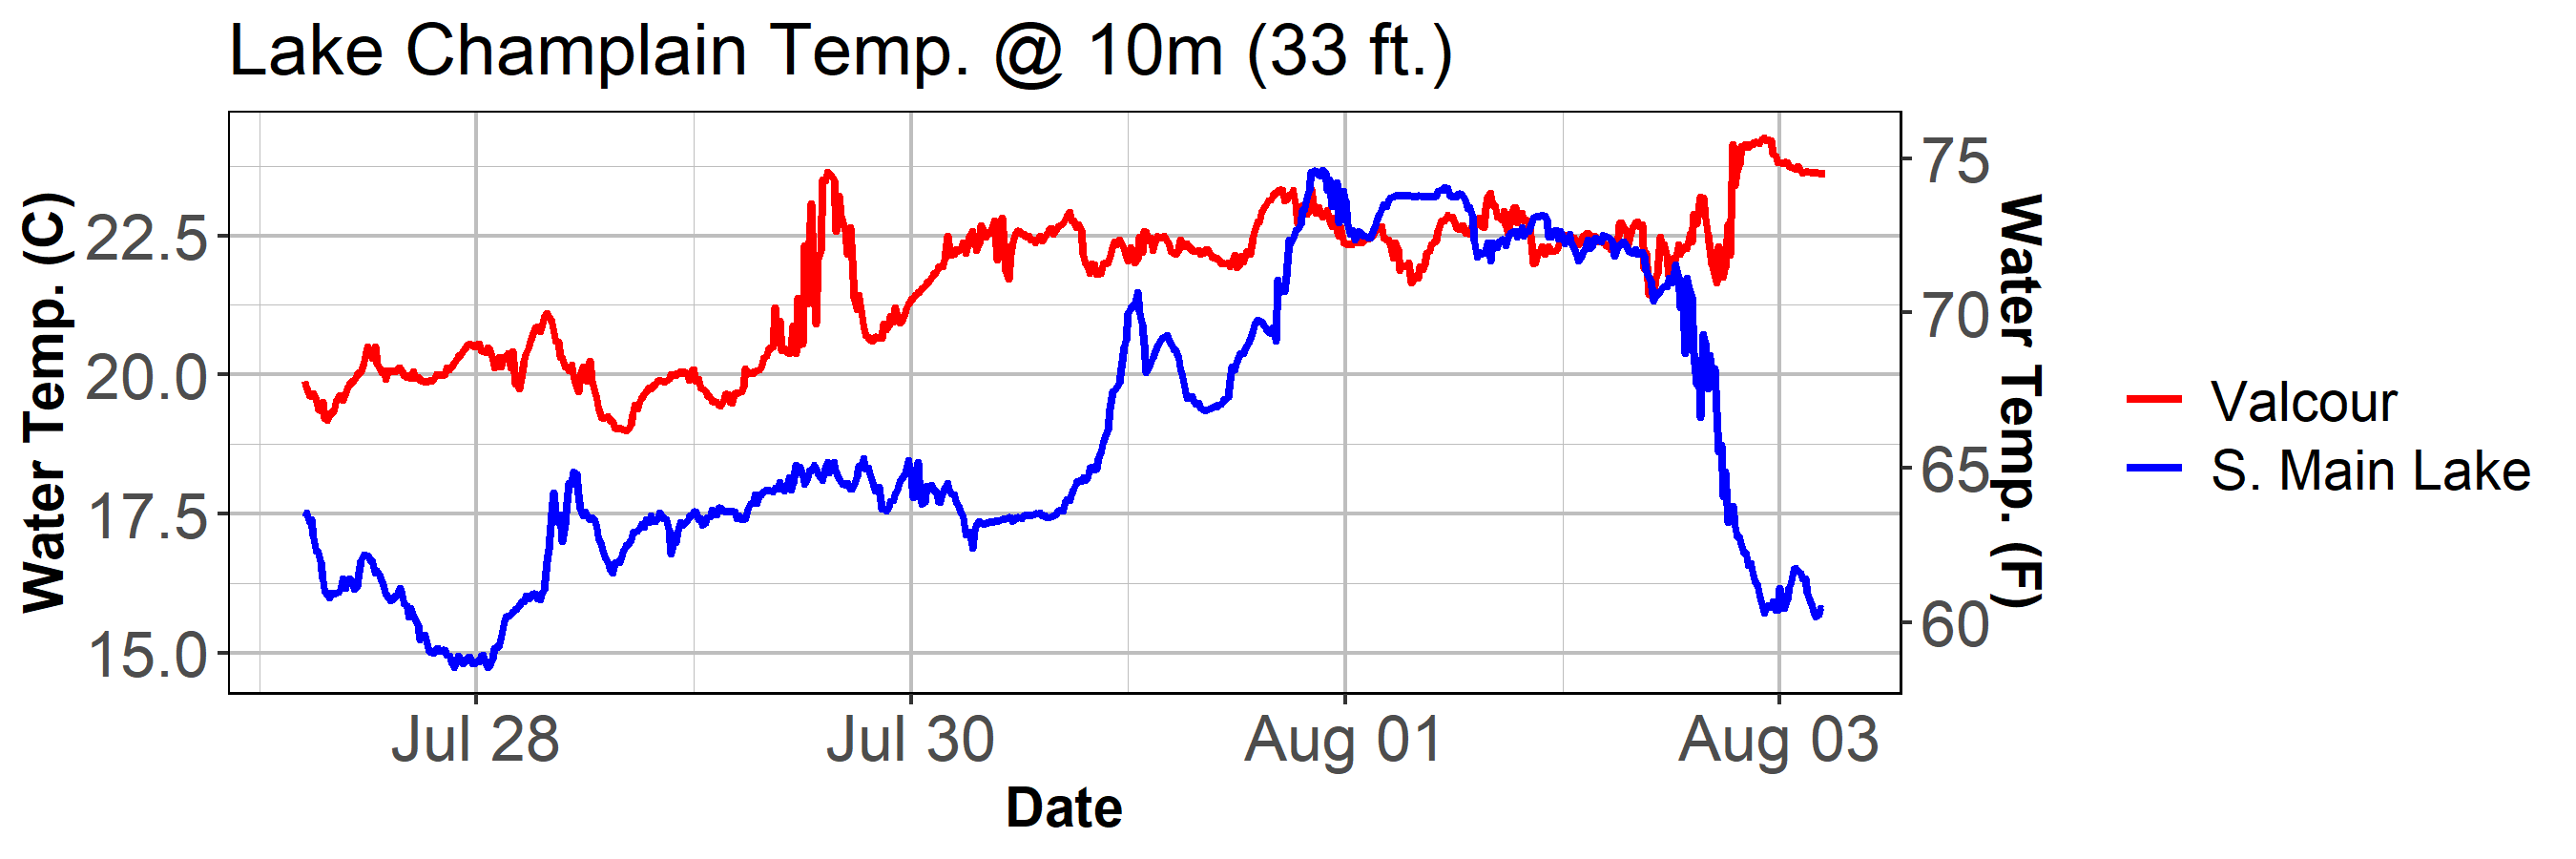 Lake Champlain Temp. @ 10m (33 ft.)
Water Temp. (C)
22.5
20.0
17.5
15.0
75
70
65
60
Water Temp. (F)
Jul 28
Jul 30
Aug 01
Aug 03
Date
Valcour
S. Main Lake